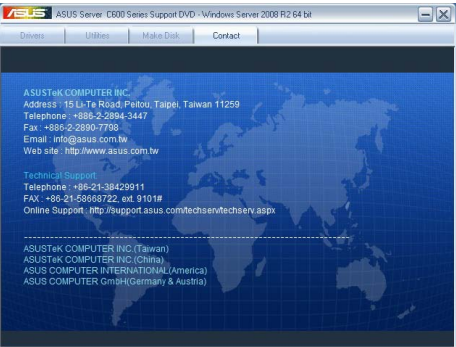 ASUS ASUS Server C600 Series Support DVD - Windows Server 2008 R2 64 bit
Drivers Utilities Make Disk Contact
ASUSTeK COMPUTER INC.
Address : 15 Li-Te Road, Peitou, Taipei, Taiwan 11259
Telephone : +886-2-2894-3447
Fax : +886-2-2890-7798
Email : info@asus.com.tw
Web site : http://www.asus.com.tw
Technical Support:
Telephone : +86-21-38429911
FAX : +86-21-58668722, ext. 9101#
Online Support : http://support.asus.com/techserv/techserv.aspx
ASUSTeK COMPUTER INC.(Taiwan)
ASUSTeK COMPUTER INC.(China)
ASUS COMPUTER INTERNATIONAL(America)
ASUS COMPUTER GmbH(Germany & Austria)